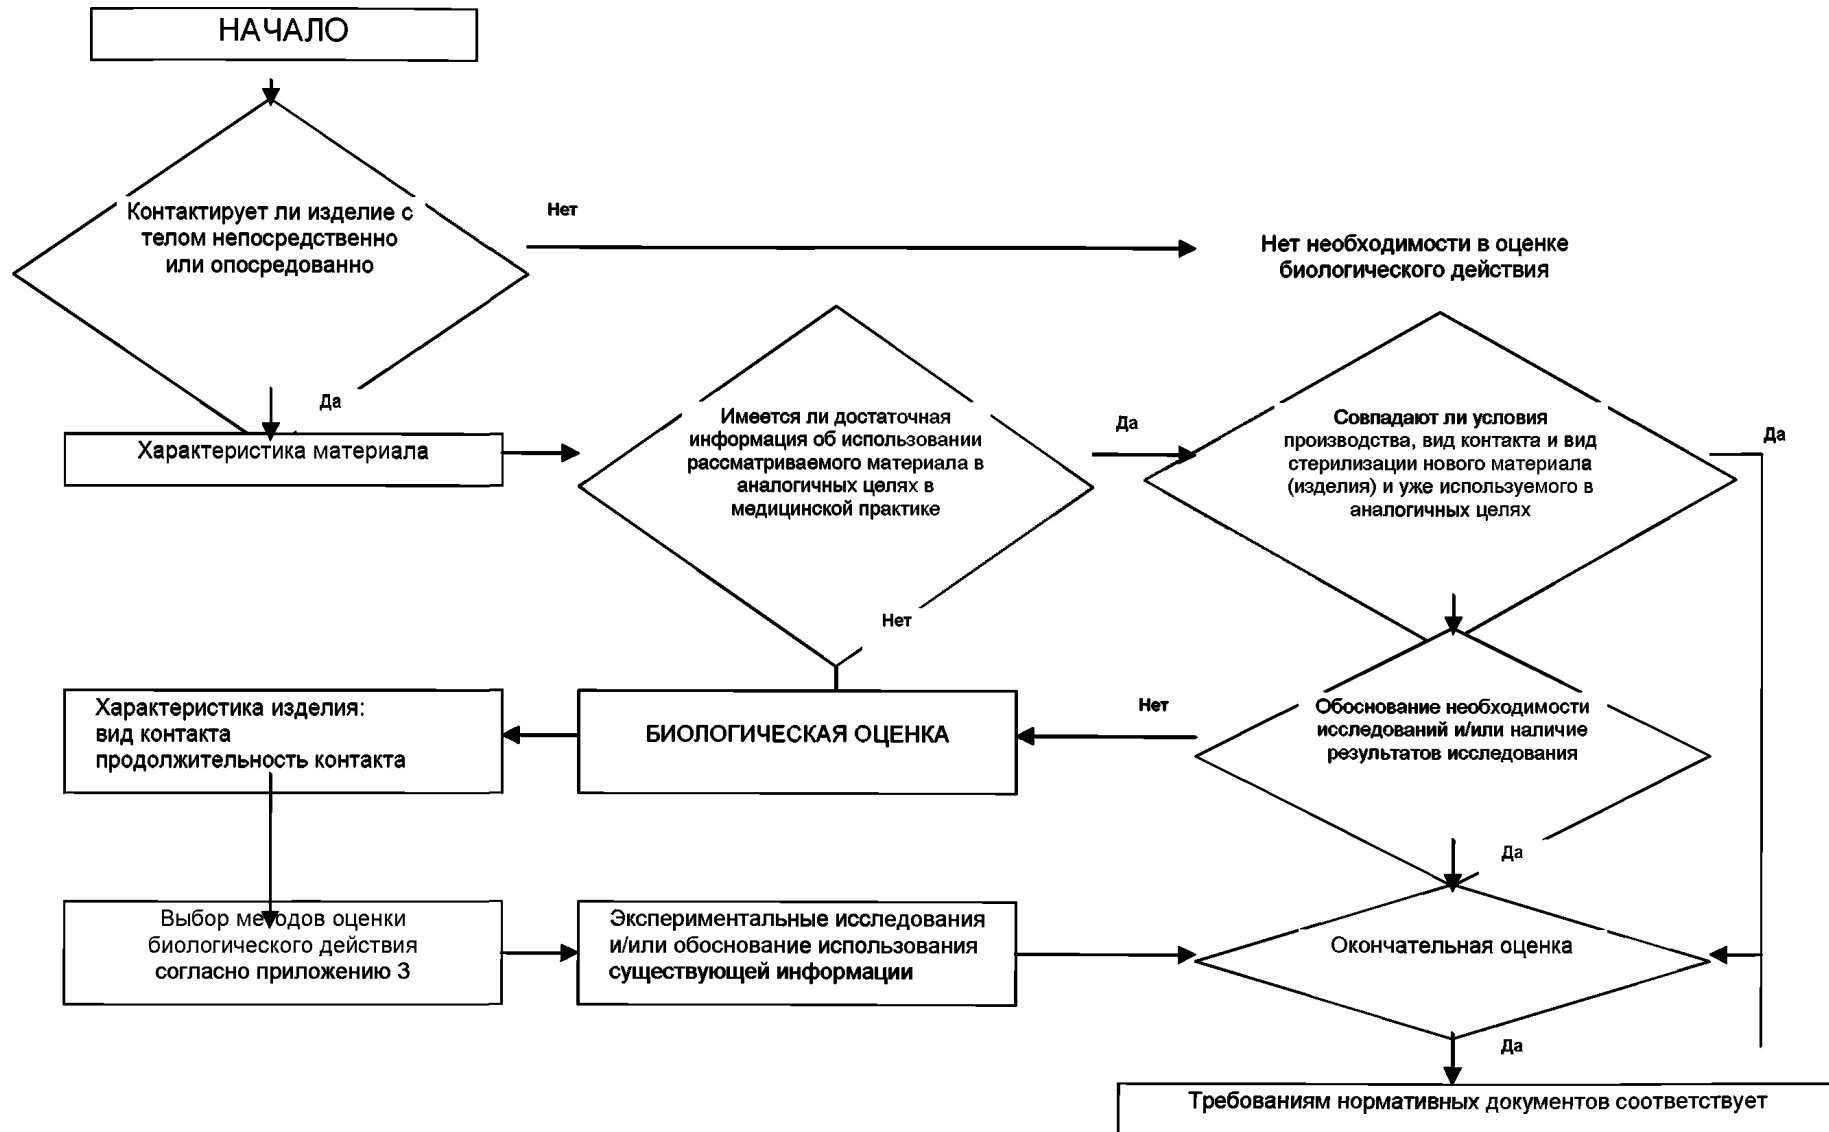 НАЧАЛО
Контактирует ли изделие с
телом непосредственно
или опосредованно
Нет
Нет необходимости в оценке
биологического действия
Да
Характеристика материала
Имеется ли достаточная
информация об использовании
рассматриваемого материала в
аналогичных целях в
медицинской практике
Да
Совпадают ли условия
производства, вид контакта и вид
стерилизации нового материала
(изделия) и уже используемого в
аналогичных целях
Да
Нет
Характеристика изделия:
вид контакта
продолжительность контакта
БИОЛОГИЧЕСКАЯ ОЦЕНКА
Нет
Обоснование необходимости
исследований и/или наличие
результатов исследования
Да
Выбор методов оценки
биологического действия
согласно приложению 3
Экспериментальные исследования
и/или обоснование использования
существующей информации
Окончательная оценка
Да
Требованиям нормативных документов соответствует